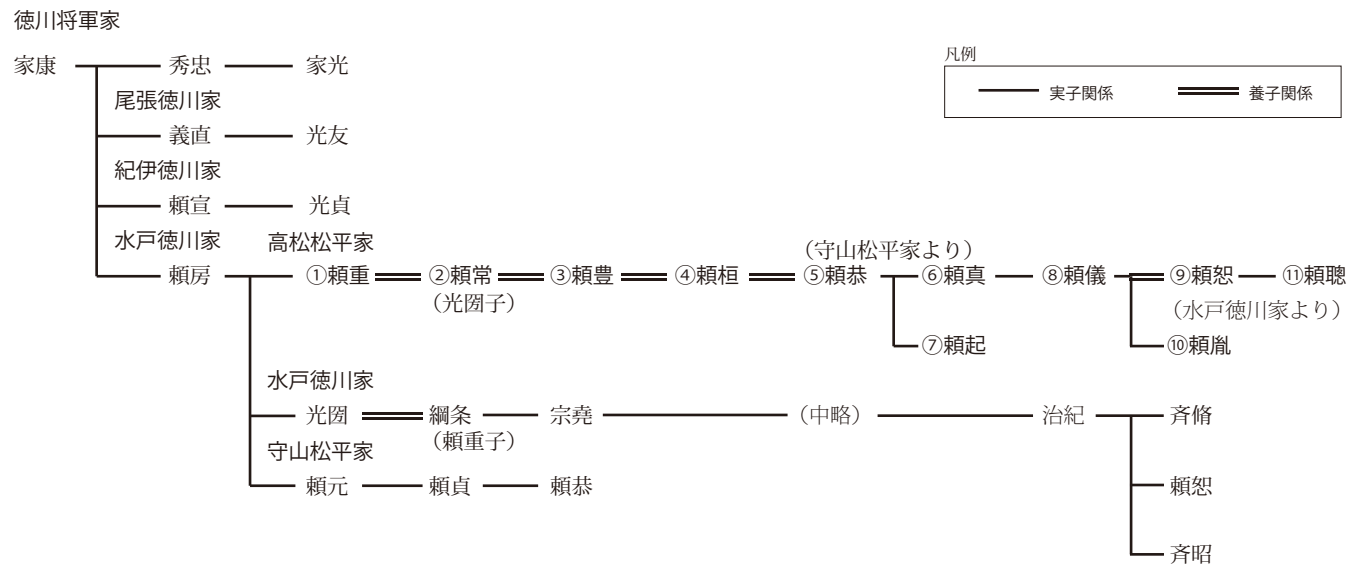 徳川将軍家
凡例
実子関係 養子関係
家康 秀忠 家光
尾張徳川家
義直 光友
紀伊徳川家
頼宣 光貞
水戸徳川家 高松松平家 （守山松平家より）
頼房 ①頼重 ②頼常 ③頼豊 ④頼桓 ⑤頼恭 ⑥頼真 ⑧頼儀 ⑨頼恕 ⑪頼聰
（光圀子） （水戸徳川家より）
⑦頼起 ⑩頼胤
水戸徳川家
光圀 綱条 宗堯 （中略） 治紀 斉脩
（頼重子）
守山松平家
頼元 頼貞 頼恭 頼恕
斉昭